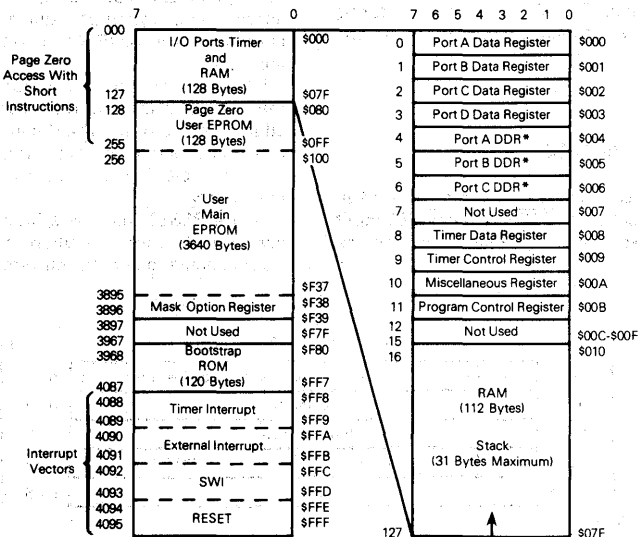 7 0
000
Page Zero
Access With
Short
Instructions
127
128
255
256
I/O Ports Timer
and
RAM
(128 Bytes)
Page Zero
User EPROM
(128 Bytes)
User
Main
EPROM
(3640 Bytes)
$000
$07F
$080
$0FF
$100
3895
3896
3897
3967
3968
4087
4088
4089
4090
4091
4092
4093
4094
4095
Mask Option Register
Not Used
Bootstrap
ROM
(120 Bytes)
Timer Interrupt
External Interrupt
SWI
RESET
$F37
$F38
$F39
$F7F
$F80
$FF7
$FF8
$FF9
$FFA
$FFB
$FFC
$FFD
$FFE
$FFF
Interrupt
Vectors
7 6 5 4 3 2 1 0
0 Port A Data Register $000
1 Port B Data Register $001
2 Port C Data Register $002
3 Port D Data Register $003
4 Port A DDR* $004
5 Port B DDR* $005
6 Port C DDR* $006
7 Not Used $007
8 Timer Data Register $008
9 Timer Control Register $009
10 Miscellaneous Register $00A
11 Program Control Register $00B
12
15
Not Used $00C-$00F
16 $010
RAM
(112 Bytes)
Stack
(31 Bytes Maximum)
127 $07F